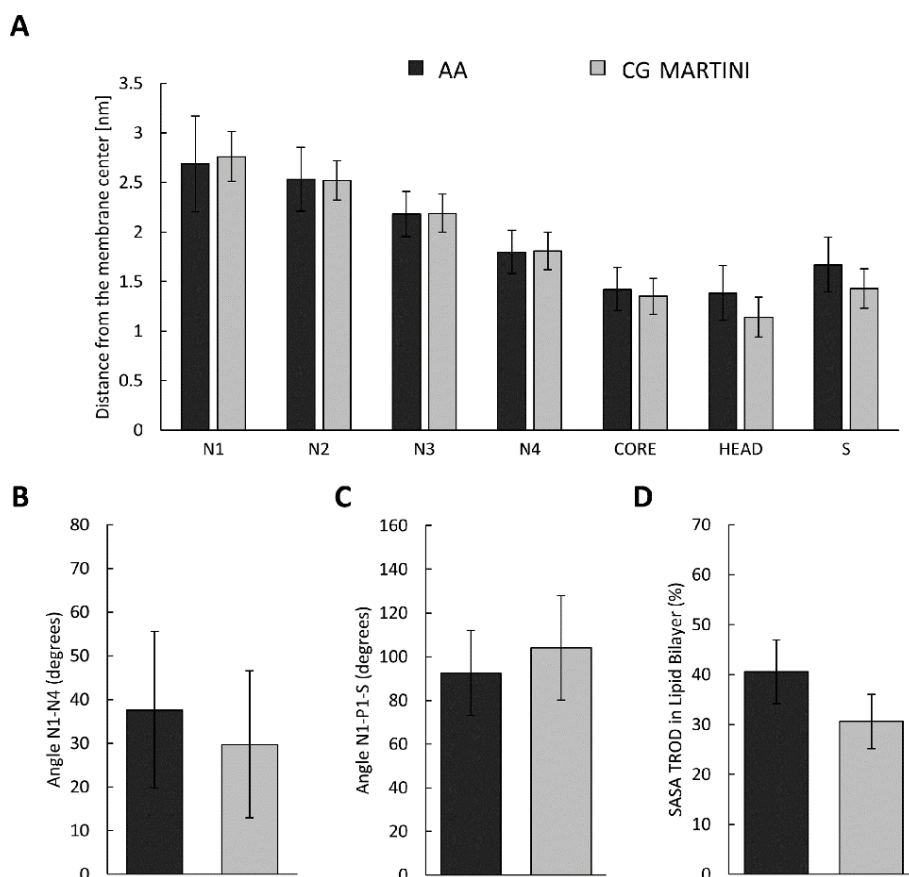 A
AA
CG MARTINI
Distance from the membrane center [nm]
3.5
3
2.5
2
1.5
1
0.5
0
N1
N2
N3
N4
CORE
HEAD
S
B
Angle N1-N4 (degrees)
80
70
60
50
40
30
20
10
0
C
Angle N1-P1-S (degrees)
160
140
120
100
80
60
40
20
0
D
SASA TROD in Lipid Bilayer (%)
70
60
50
40
30
20
10
0